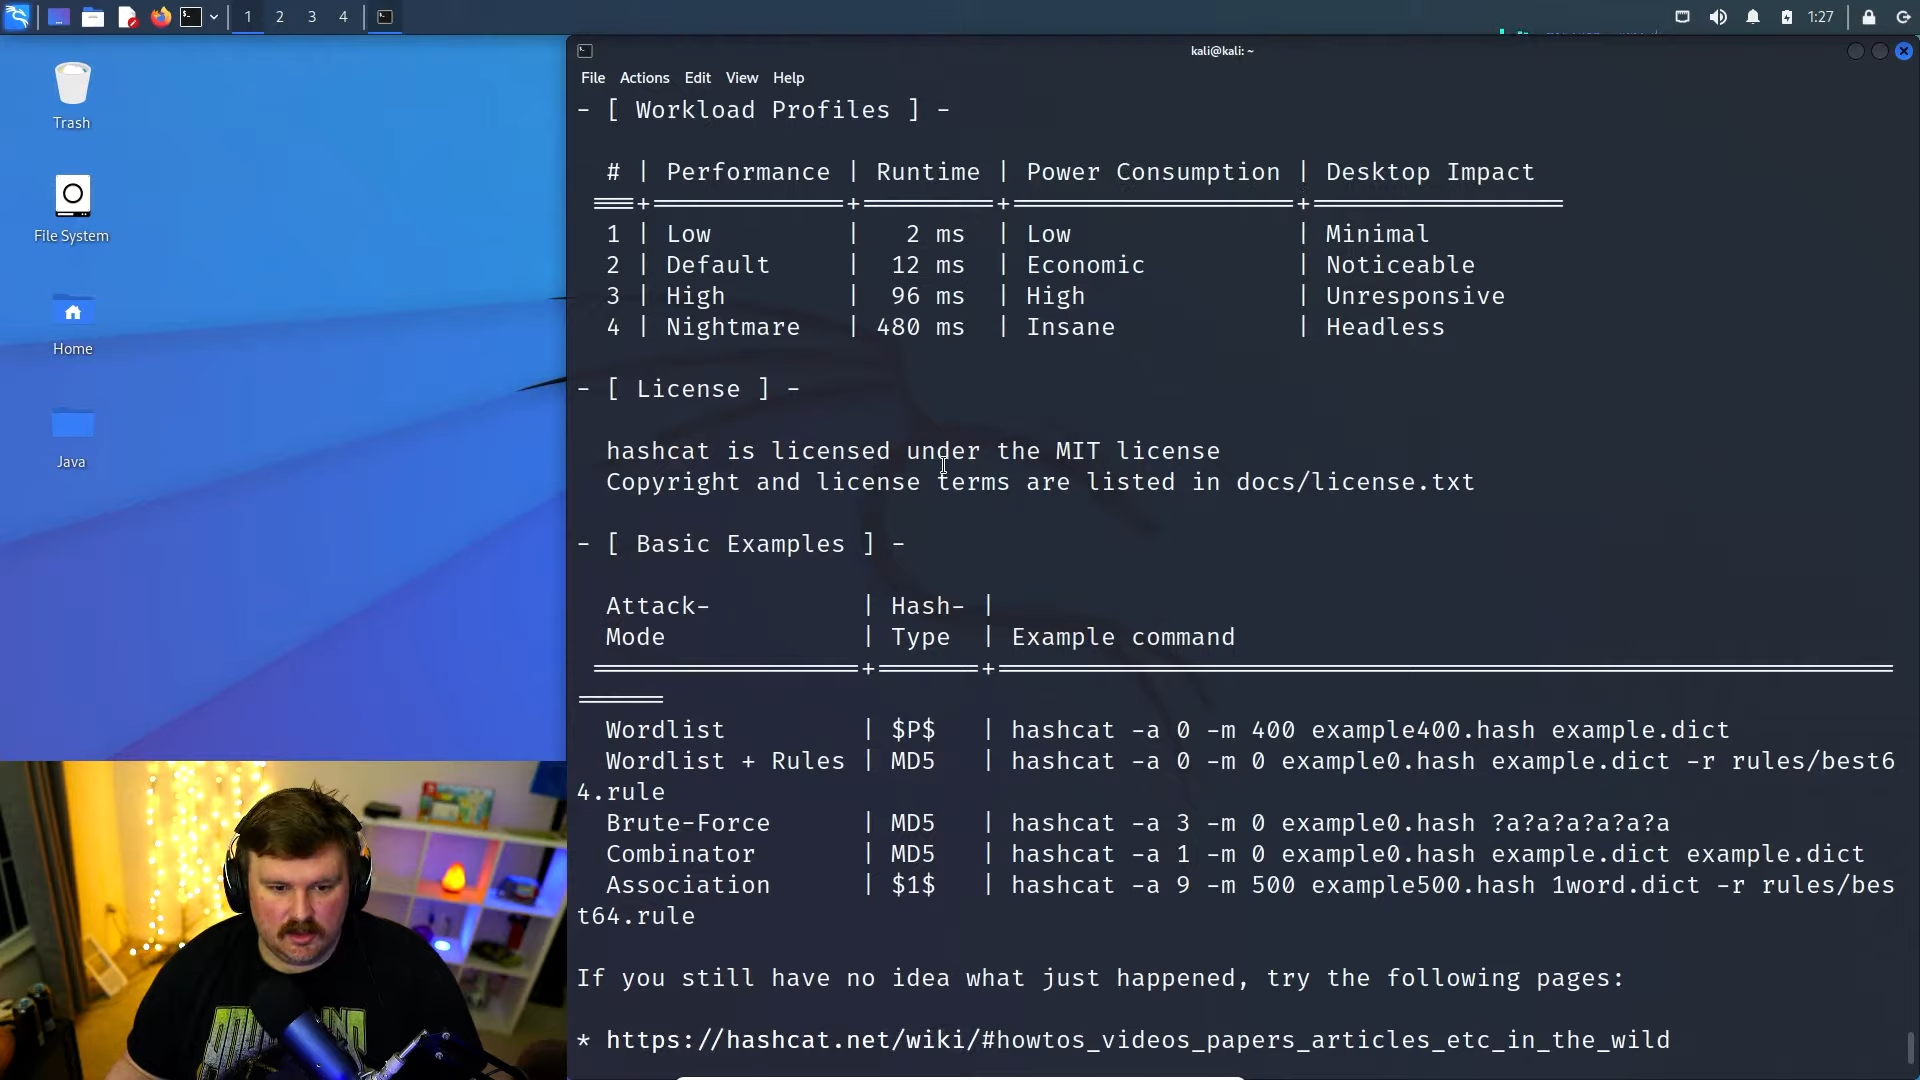 1 2 3 4
1:27
kali@kali: ~
File Actions Edit View Help
Trash
File System
Home
Java
- [ Workload Profiles ] -
# | Performance | Runtime | Power Consumption | Desktop Impact
===+=============+=========+===================+=================
1 | Low | 2 ms | Low | Minimal
2 | Default | 12 ms | Economic | Noticeable
3 | High | 96 ms | High | Unresponsive
4 | Nightmare | 480 ms | Insane | Headless
- [ License ] -
hashcat is licensed under the MIT license
Copyright and license terms are listed in docs/license.txt
- [ Basic Examples ] -
Attack- | Hash- |
Mode | Type | Example command
==================+=======+============================================================
======
Wordlist | $P$ | hashcat -a 0 -m 400 example400.hash example.dict
Wordlist + Rules | MD5 | hashcat -a 0 -m 0 example0.hash example.dict -r rules/best6
4.rule
Brute-Force | MD5 | hashcat -a 3 -m 0 example0.hash ?a?a?a?a?a?a
Combinator | MD5 | hashcat -a 1 -m 0 example0.hash example.dict example.dict
Association | $1$ | hashcat -a 9 -m 500 example500.hash 1word.dict -r rules/bes
t64.rule
If you still have no idea what just happened, try the following pages:
* https://hashcat.net/wiki/#howtos_videos_papers_articles_etc_in_the_wild